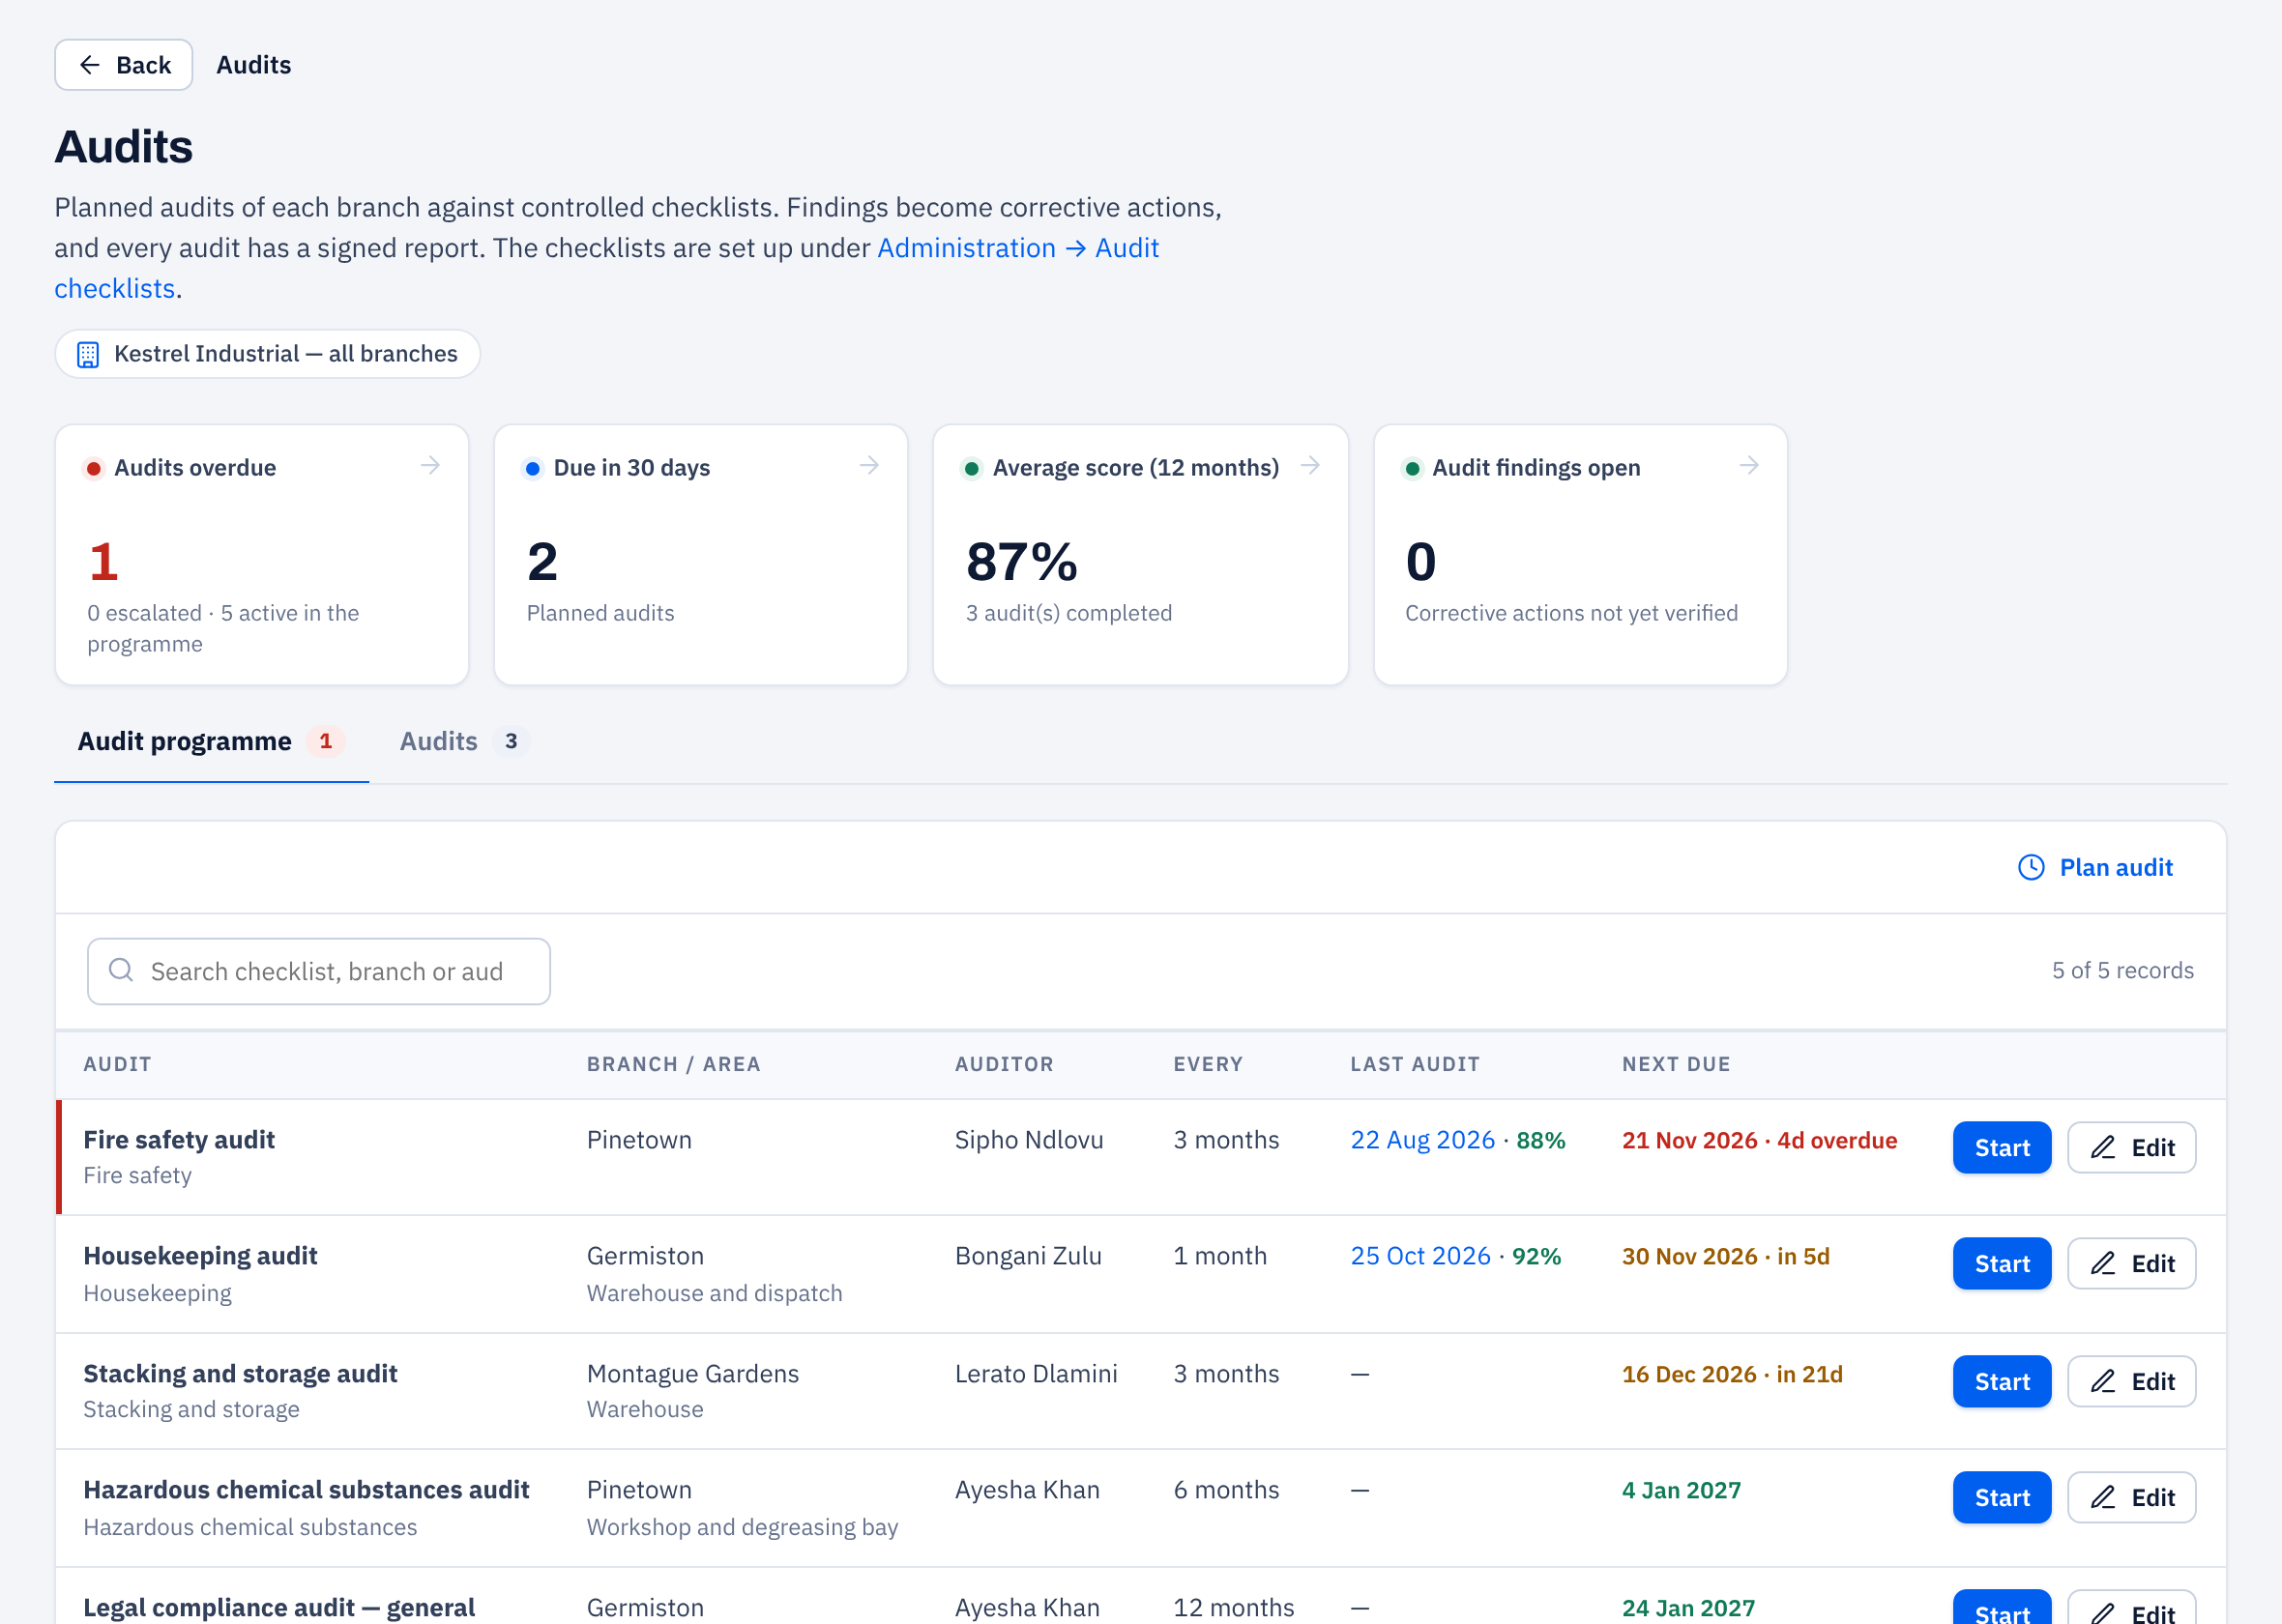 Back Audits
Audits
Planned audits of each branch against controlled checklists. Findings become corrective actions,
and every audit has a signed report. The checklists are set up under Administration → Audit
checklists.
Kestrel Industrial — all branches
Audits overdue
1
0 escalated · 5 active in the
programme
Due in 30 days
2
Planned audits
Average score (12 months)
87%
3 audit(s) completed
Audit findings open
0
Corrective actions not yet verified
Audit programme 1 Audits 3
Plan audit
Search checklist, branch or aud
5 of 5 records
AUDIT BRANCH / AREA AUDITOR EVERY LAST AUDIT NEXT DUE
Fire safety audit Pinetown Sipho Ndlovu 3 months 22 Aug 2026 · 88% 21 Nov 2026 · 4d overdue Start Edit
Fire safety
Housekeeping audit Germiston Bongani Zulu 1 month 25 Oct 2026 · 92% 30 Nov 2026 · in 5d Start Edit
Housekeeping Warehouse and dispatch
Stacking and storage audit Montague Gardens Lerato Dlamini 3 months — 16 Dec 2026 · in 21d Start Edit
Stacking and storage Warehouse
Hazardous chemical substances audit Pinetown Ayesha Khan 6 months — 4 Jan 2027 Start Edit
Hazardous chemical substances Workshop and degreasing bay
Legal compliance audit — general Germiston Ayesha Khan 12 months — 24 Jan 2027 Start Edit